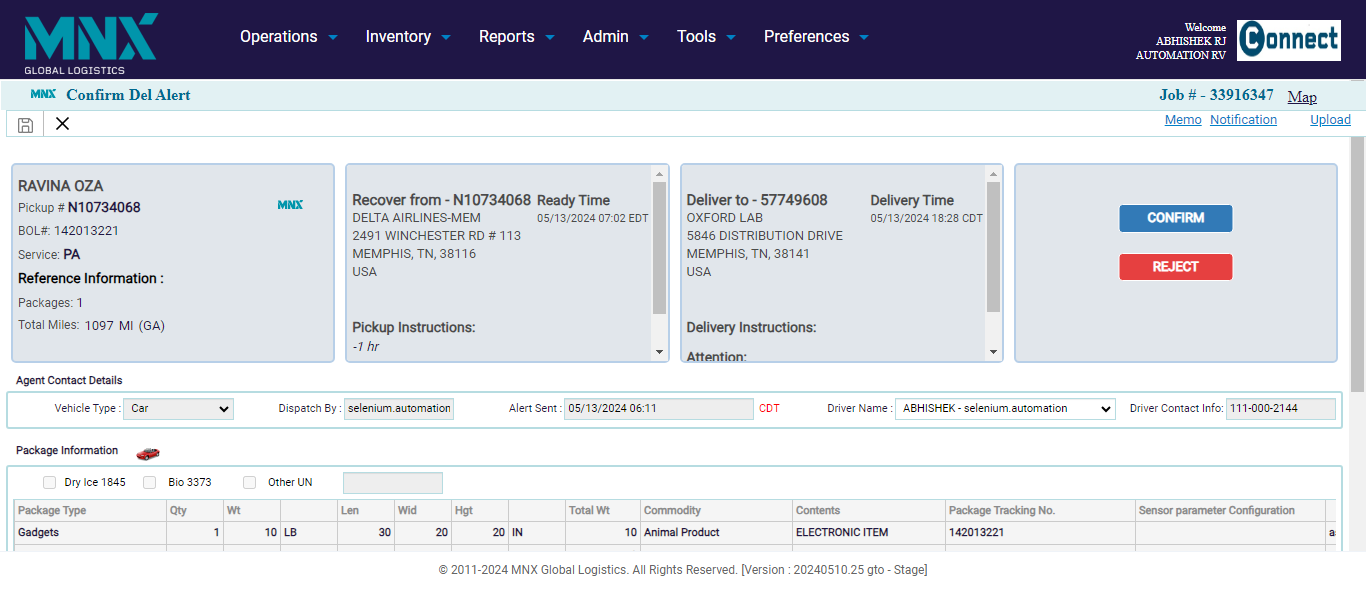 MNX
GLOBAL LOGISTICS
Operations Inventory Reports Admin Tools Preferences
Welcome
ABHISHEK RJ
AUTOMATION RV
Connect
MNX Confirm Del Alert
Job # - 33916347 Map
Memo Notification Upload
RAVINA OZA
Pickup # N10734068
MNX
BOL#: 142013221
Service: PA
Reference Information :
Packages: 1
Total Miles: 1097 MI (GA)
Recover from - N10734068 Ready Time
DELTA AIRLINES-MEM 05/13/2024 07:02 EDT
2491 WINCHESTER RD # 113
MEMPHIS, TN, 38116
USA
Pickup Instructions:
-1 hr
Deliver to - 57749608 Delivery Time
OXFORD LAB 05/13/2024 18:28 CDT
5846 DISTRIBUTION DRIVE
MEMPHIS, TN, 38141
USA
Delivery Instructions:
Attention:
CONFIRM
REJECT
Agent Contact Details
Vehicle Type : Car Dispatch By : selenium.automation Alert Sent : 05/13/2024 06:11 CDT Driver Name : ABHISHEK - selenium.automation Driver Contact Info: 111-000-2144
Package Information
Dry Ice 1845 Bio 3373 Other UN
Package Type Qty Wt Len Wid Hgt Total Wt Commodity Contents Package Tracking No. Sensor parameter Configuration
Gadgets 1 10 LB 30 20 20 IN 10 Animal Product ELECTRONIC ITEM 142013221
© 2011-2024 MNX Global Logistics. All Rights Reserved. [Version : 20240510.25 gto - Stage]